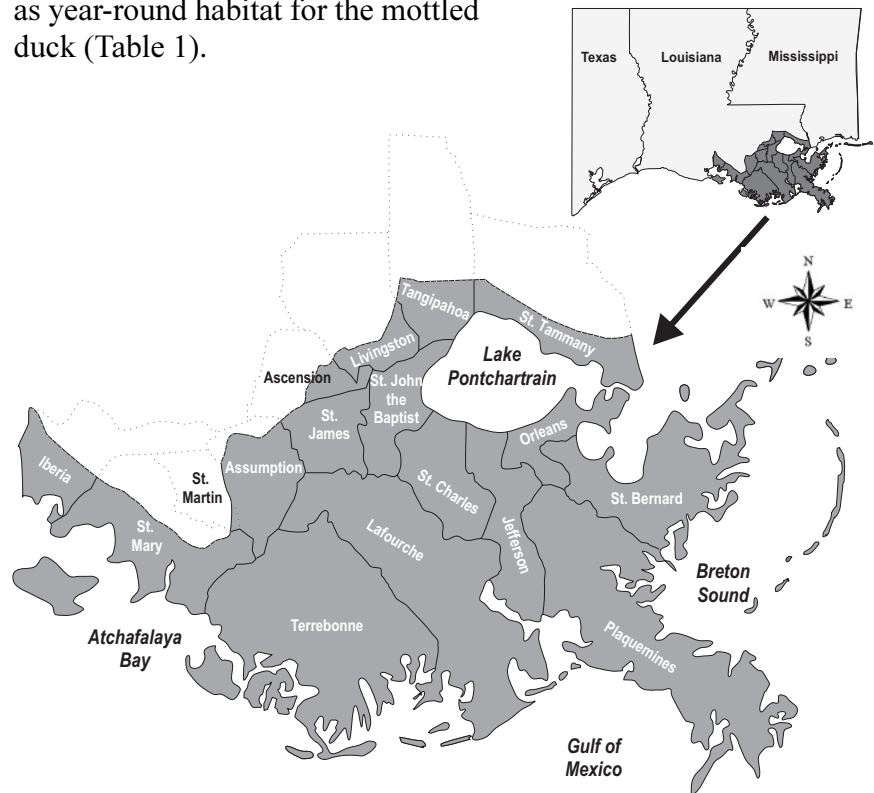 as year-round habitat for the mottled
duck (Table 1).
Texas
Louisiana
Mississippi
N
W
E
S
Tangipahoa
St. Tammany
Livingston
Lake
Pontchartrain
Ascension
St. John
the
Baptist
St.
James
Orleans
Iberia
Assumption
St.
Martin
St. Charles
St. Bernard
St.
Mary
Lafourche
Jefferson
Breton
Sound
Terrebonne
Plaquemines
Atchafalaya
Bay
Gulf of
Mexico